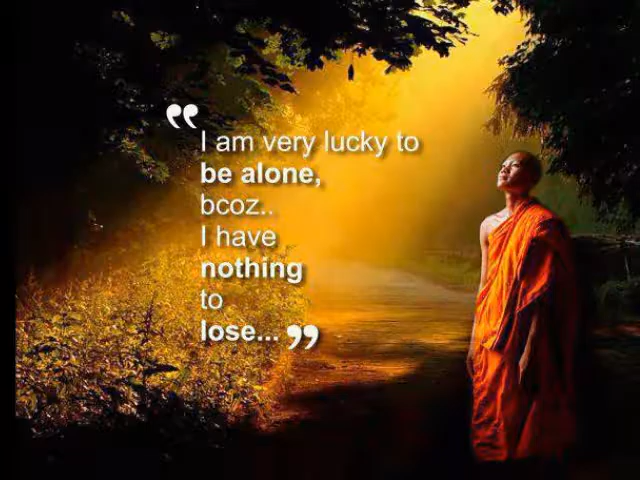 “I am very lucky to
be alone,
bcoz..
I have
nothing
to
lose...”